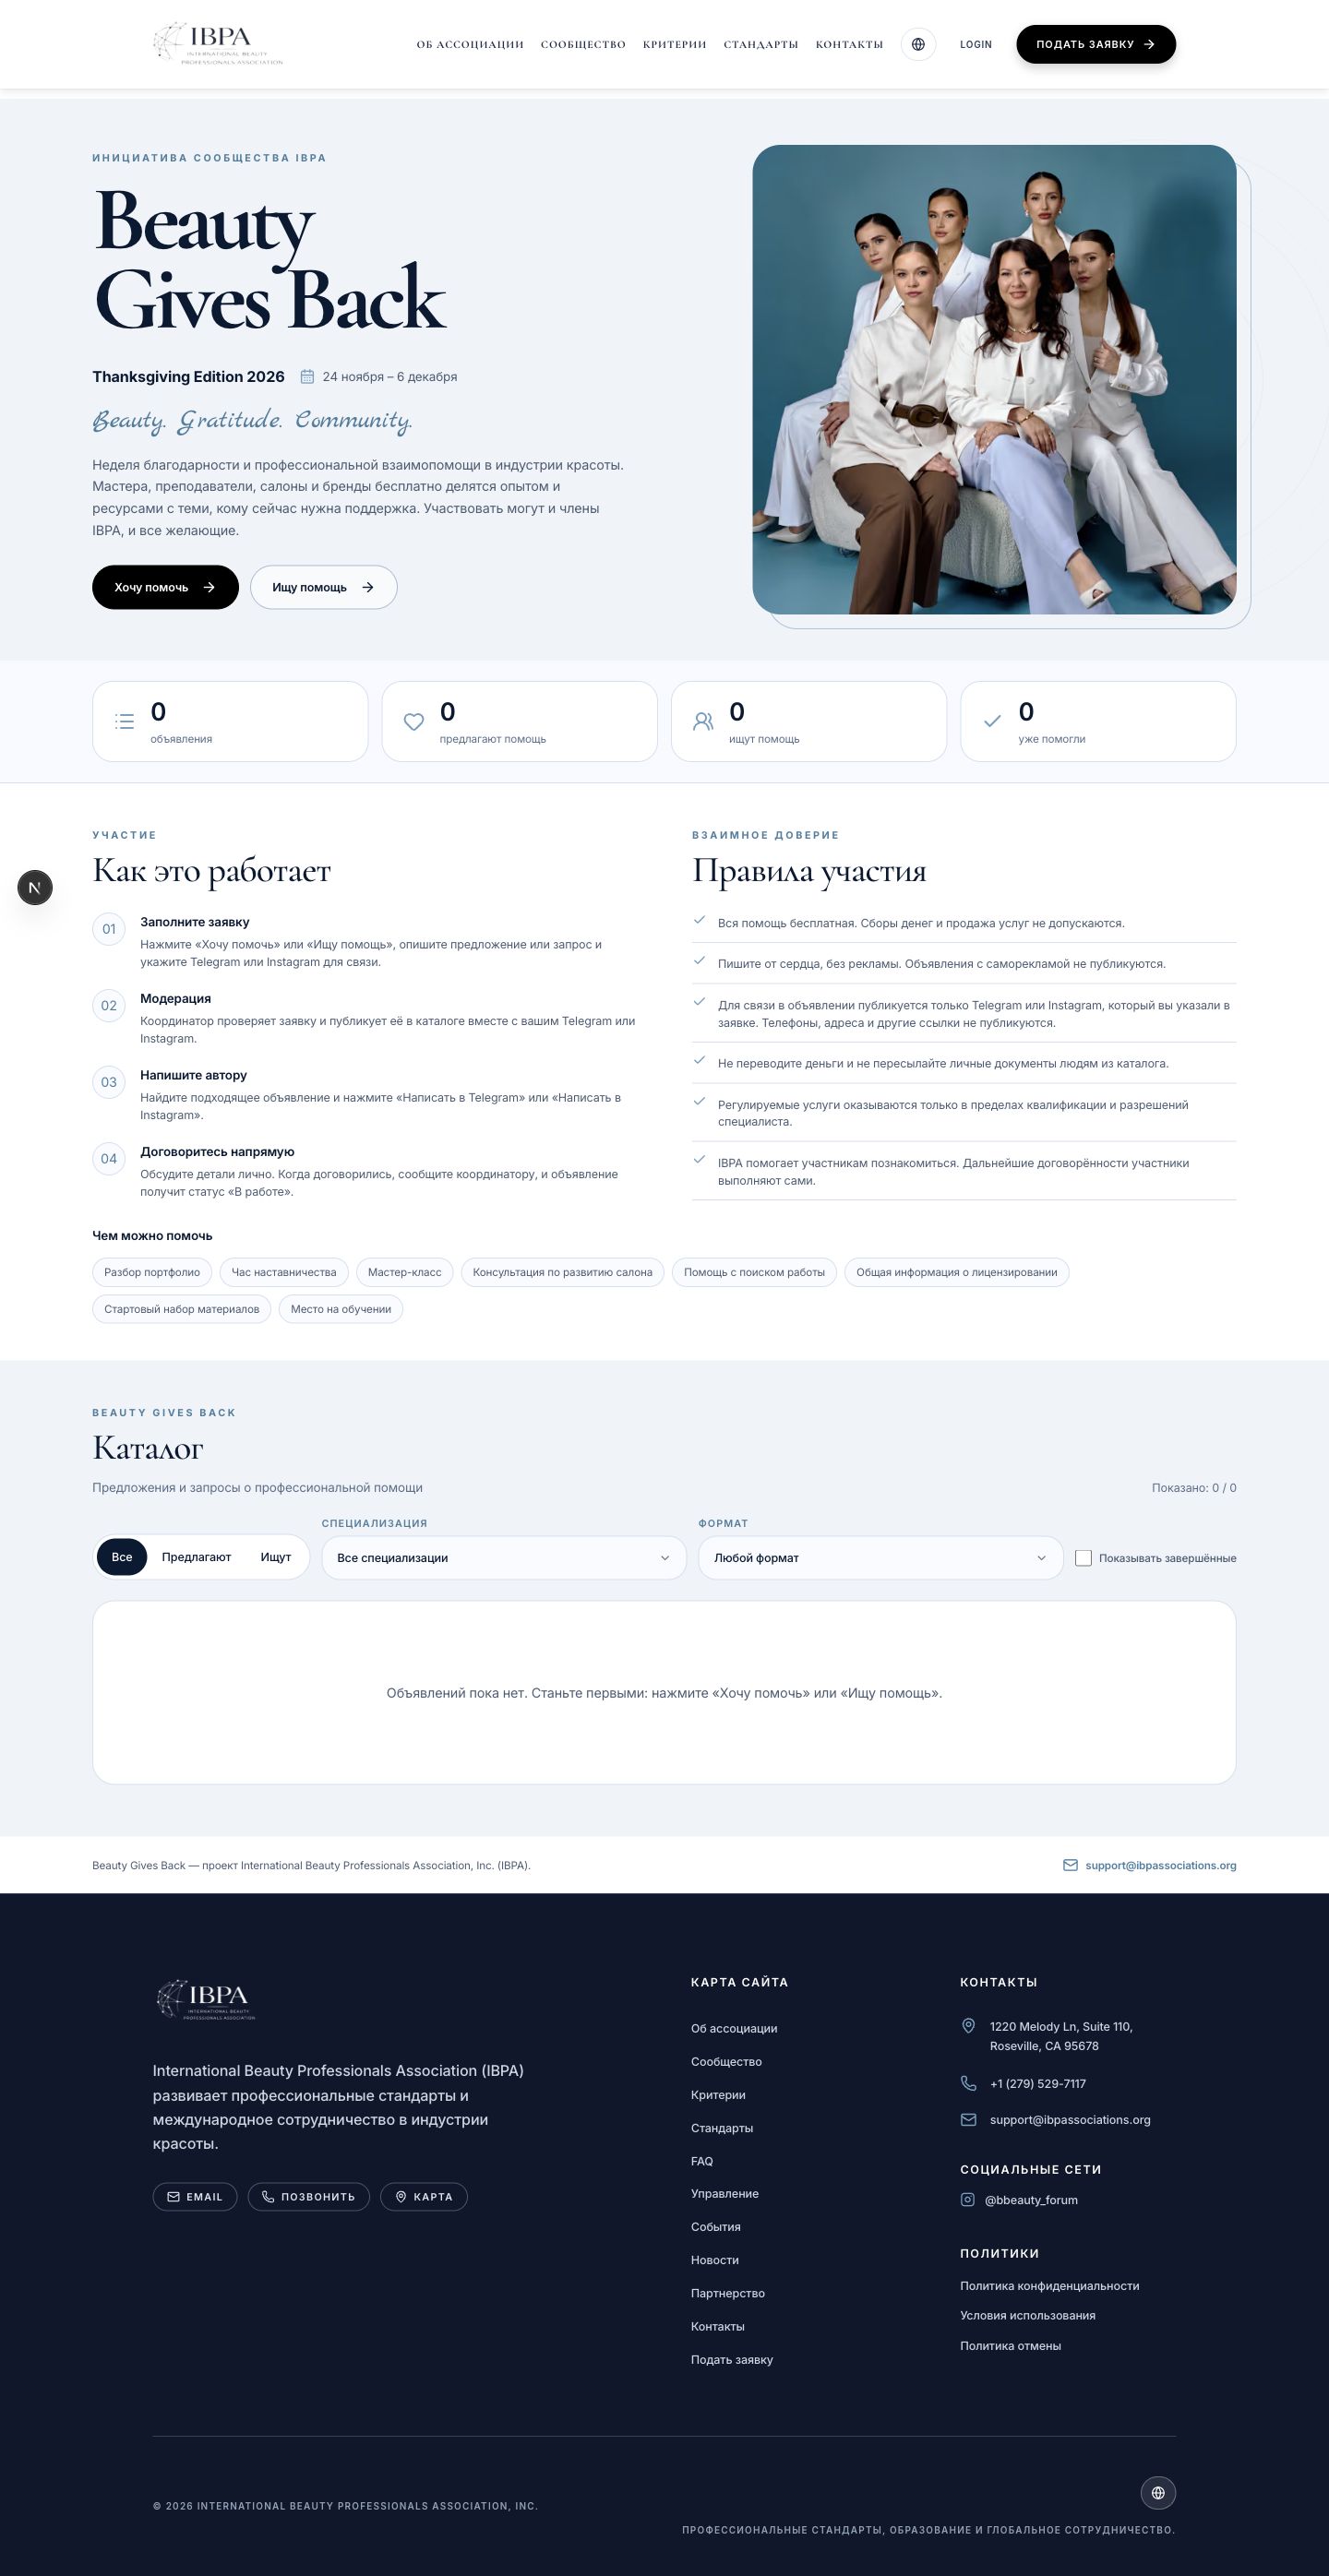 IBPA
INTERNATIONAL BEAUTY
PROFESSIONALS ASSOCIATION
ОБ АССОЦИАЦИИ
СООБЩЕСТВО
КРИТЕРИИ
СТАНДАРТЫ
КОНТАКТЫ
LOGIN
ПОДАТЬ ЗАЯВКУ
ИНИЦИАТИВА СООБЩЕСТВА IBPA
Beauty
Gives Back
Thanksgiving Edition 2026
24 ноября – 6 декабря
Beauty. Gratitude. Community.
Неделя благодарности и профессиональной взаимопомощи в индустрии красоты.
Мастера, преподаватели, салоны и бренды бесплатно делятся опытом и
ресурсами с теми, кому сейчас нужна поддержка. Участвовать могут и члены
IBPA, и все желающие.
Хочу помочь
Ищу помощь
0
объявления
0
предлагают помощь
0
ищут помощь
0
уже помогли
УЧАСТИЕ
Как это работает
01
Заполните заявку
Нажмите «Хочу помочь» или «Ищу помощь», опишите предложение или запрос и
укажите Telegram или Instagram для связи.
02
Модерация
Координатор проверяет заявку и публикует её в каталоге вместе с вашим Telegram или
Instagram.
03
Напишите автору
Найдите подходящее объявление и нажмите «Написать в Telegram» или «Написать в
Instagram».
04
Договоритесь напрямую
Обсудите детали лично. Когда договорились, сообщите координатору, и объявление
получит статус «В работе».
ВЗАИМНОЕ ДОВЕРИЕ
Правила участия
Вся помощь бесплатная. Сборы денег и продажа услуг не допускаются.
Пишите от сердца, без рекламы. Объявления с саморекламой не публикуются.
Для связи в объявлении публикуется только Telegram или Instagram, который вы указали в
заявке. Телефоны, адреса и другие ссылки не публикуются.
Не переводите деньги и не пересылайте личные документы людям из каталога.
Регулируемые услуги оказываются только в пределах квалификации и разрешений
специалиста.
IBPA помогает участникам познакомиться. Дальнейшие договорённости участники
выполняют сами.
N
Чем можно помочь
Разбор портфолио
Час наставничества
Мастер-класс
Консультация по развитию салона
Помощь с поиском работы
Общая информация о лицензировании
Стартовый набор материалов
Место на обучении
BEAUTY GIVES BACK
Каталог
Предложения и запросы о профессиональной помощи
Показано: 0 / 0
СПЕЦИАЛИЗАЦИЯ
ФОРМАТ
Все
Предлагают
Ищут
Все специализации
Любой формат
Показывать завершённые
Объявлений пока нет. Станьте первыми: нажмите «Хочу помочь» или «Ищу помощь».
Beauty Gives Back — проект International Beauty Professionals Association, Inc. (IBPA).
support@ibpassociations.org
IBPA
INTERNATIONAL BEAUTY
PROFESSIONALS ASSOCIATION
International Beauty Professionals Association (IBPA)
развивает профессиональные стандарты и
международное сотрудничество в индустрии
красоты.
EMAIL
ПОЗВОНИТЬ
КАРТА
КАРТА САЙТА
Об ассоциации
Сообщество
Критерии
Стандарты
FAQ
Управление
События
Новости
Партнерство
Контакты
Подать заявку
КОНТАКТЫ
1220 Melody Ln, Suite 110,
Roseville, CA 95678
+1 (279) 529-7117
support@ibpassociations.org
СОЦИАЛЬНЫЕ СЕТИ
@bbeauty_forum
ПОЛИТИКИ
Политика конфиденциальности
Условия использования
Политика отмены
© 2026 INTERNATIONAL BEAUTY PROFESSIONALS ASSOCIATION, INC.
ПРОФЕССИОНАЛЬНЫЕ СТАНДАРТЫ, ОБРАЗОВАНИЕ И ГЛОБАЛЬНОЕ СОТРУДНИЧЕСТВО.